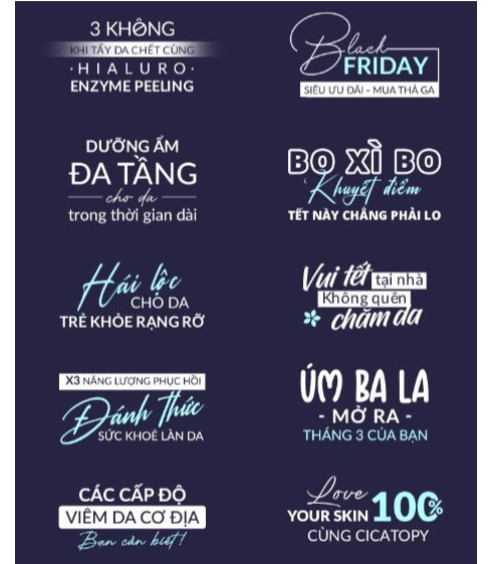 3 KHÔNG
KHI TẨY DA CHẾT CÙNG
·HIALURO·
ENZYME PEELING
Black
FRIDAY
SIÊU ƯU ĐÃI - MUA THẢ GA
DƯỠNG ẨM
ĐA TẦNG
cho da
trong thời gian dài
BO XÌ BO
Khuyết điểm
TẾT NÀY CHẲNG PHẢI LO
Hái lộc
CHO DA
TRẺ KHỎE RẠNG RỠ
Vui tết tại nhà
Không quên
chăm da
X3 NĂNG LƯỢNG PHỤC HỒI
Đánh Thức
SỨC KHOẺ LÀN DA
ÚM BA LA
- MỞ RA -
THÁNG 3 CỦA BẠN
CÁC CẤP ĐỘ
VIÊM DA CƠ ĐỊA
Bạn cần biết!
Love
YOUR SKIN 100%
CÙNG CICATOPY